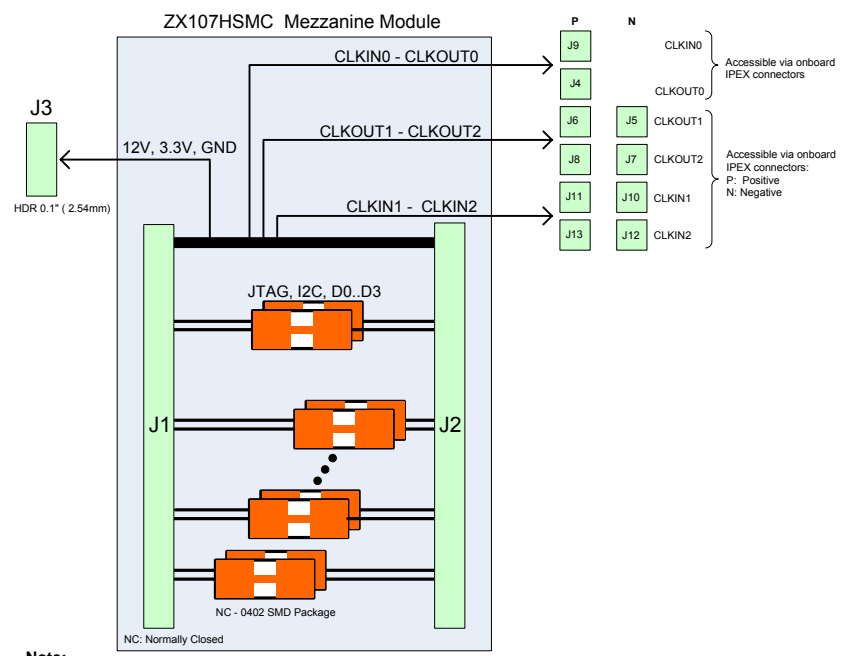 ZX107HSMC Mezzanine Module
P N
J9 CLKIN0
J4 CLKOUT0
Accessible via onboard
IPEX connectors
J6 J5 CLKOUT1
J8 J7 CLKOUT2
J11 J10 CLKIN1
J13 J12 CLKIN2
Accessible via onboard
IPEX connectors:
P: Positive
N: Negative
CLKIN0 - CLKOUT0
CLKOUT1 - CLKOUT2
CLKIN1 - CLKIN2
J3
12V, 3.3V, GND
HDR 0.1" ( 2.54mm)
JTAG, I2C, D0..D3
J1
J2
NC - 0402 SMD Package
NC: Normally Closed
Note: